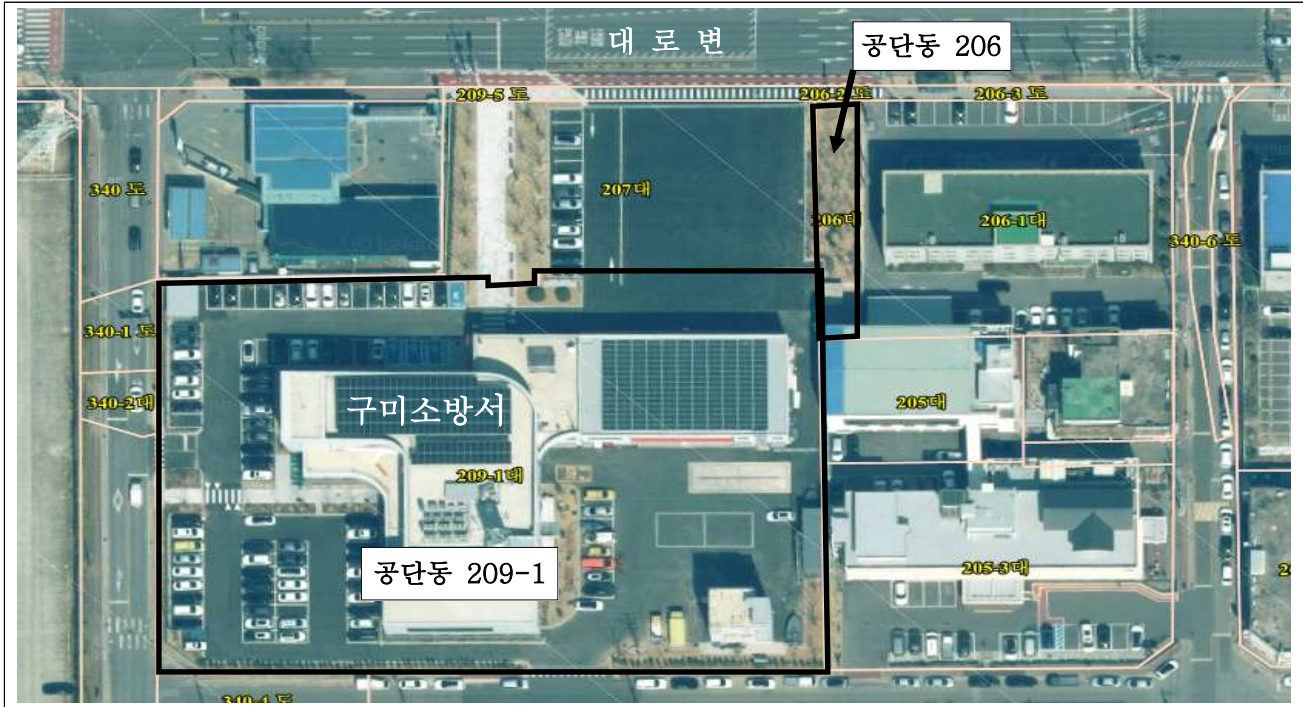 대 로 변
공단동 206
209-5 도
206-2 도
206-3 도
340 도
207대
206대
206-1대
340-6 도
340-1 도
340-2대
구미소방서
205대
209-1대
공단동 209-1
205-3대
20
340-4 도